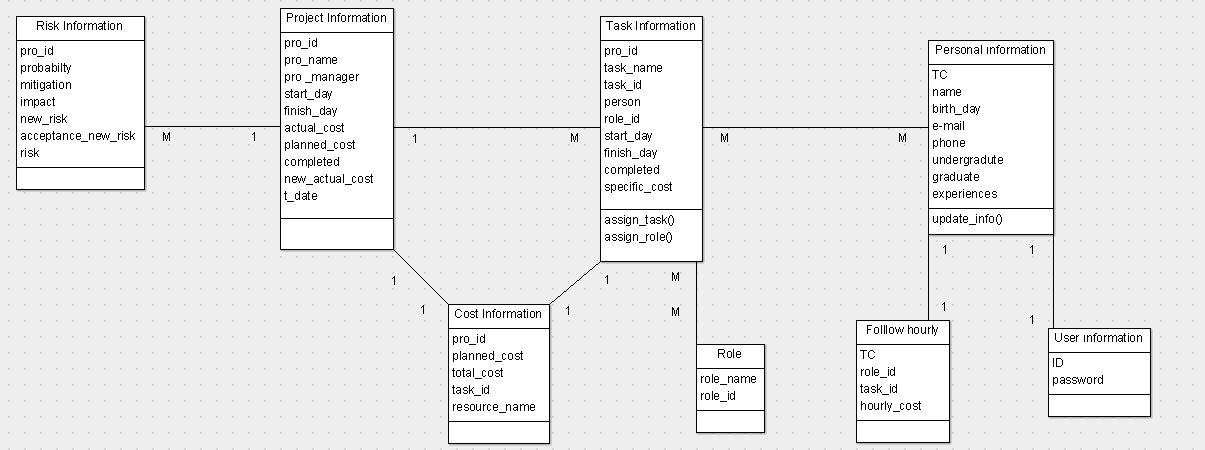 Risk Information
pro_id
probabilty
mitigation
impact
new_risk
acceptance_new_risk
risk
M
1
Project Information
pro_id
pro_name
pro _manager
start_day
finish_day
actual_cost
planned_cost
completed
new_actual_cost
t_date
1
M
Task Information
pro_id
task_name
task_id
person
role_id
start_day
finish_day
completed
specific_cost
assign_task()
assign_role()
M
M
Personal information
TC
name
birth_day
e-mail
phone
undergradute
graduate
experiences
update_info()
1
1
1
1
1
1
1
1
M
M
Cost Information
pro_id
planned_cost
total_cost
task_id
resource_name
Role
role_name
role_id
Folllow hourly
TC
role_id
task_id
hourly_cost
User information
ID
password